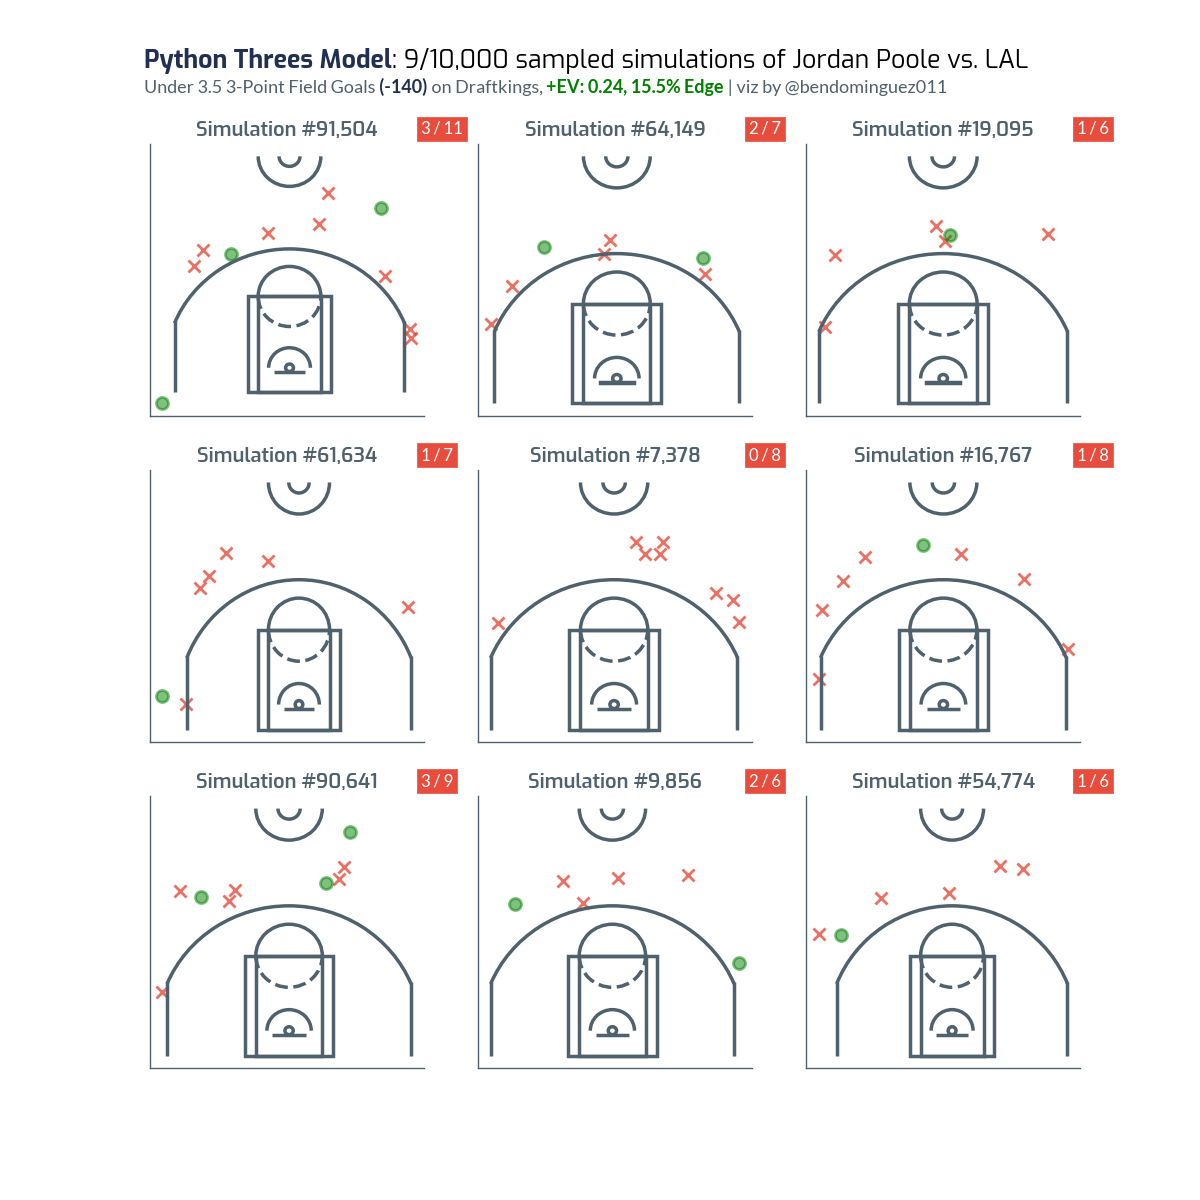 Python Threes Model: 9/10,000 sampled simulations of Jordan Poole vs. LAL
Under 3.5 3-Point Field Goals (-140) on Draftkings, +EV: 0.24, 15.5% Edge | viz by @bendominguez011
Simulation #91,504 3 / 11
Simulation #64,149 2 / 7
Simulation #19,095 1 / 6
Simulation #61,634 1 / 7
Simulation #7,378 0 / 8
Simulation #16,767 1 / 8
Simulation #90,641 3 / 9
Simulation #9,856 2 / 6
Simulation #54,774 1 / 6